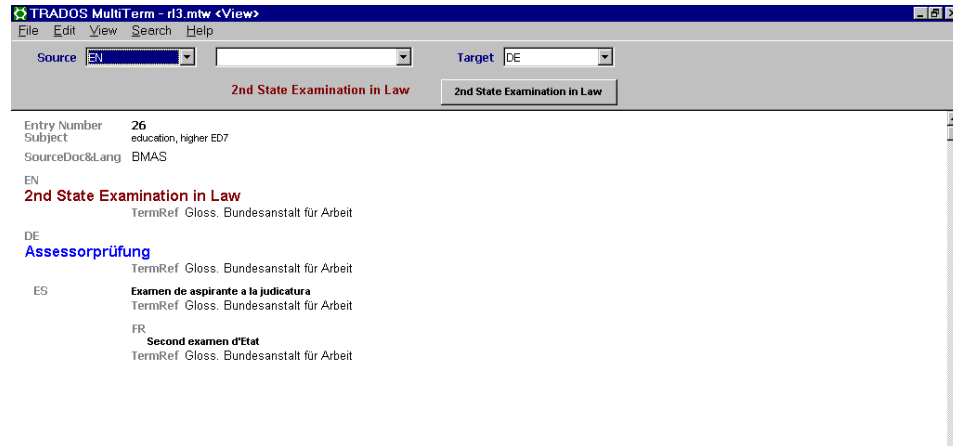 TRADOS MultiTerm - rl3.mtw <View>
File Edit View Search Help
Source EN Target DE
2nd State Examination in Law 2nd State Examination in Law
Entry Number 26
Subject education, higher ED7
SourceDoc&Lang BMAS
EN
2nd State Examination in Law
TermRef Gloss. Bundesanstalt für Arbeit
DE
Assessorprüfung
TermRef Gloss. Bundesanstalt für Arbeit
ES Examen de aspirante a la judicatura
TermRef Gloss. Bundesanstalt für Arbeit
FR
Second examen d'Etat
TermRef Gloss. Bundesanstalt für Arbeit